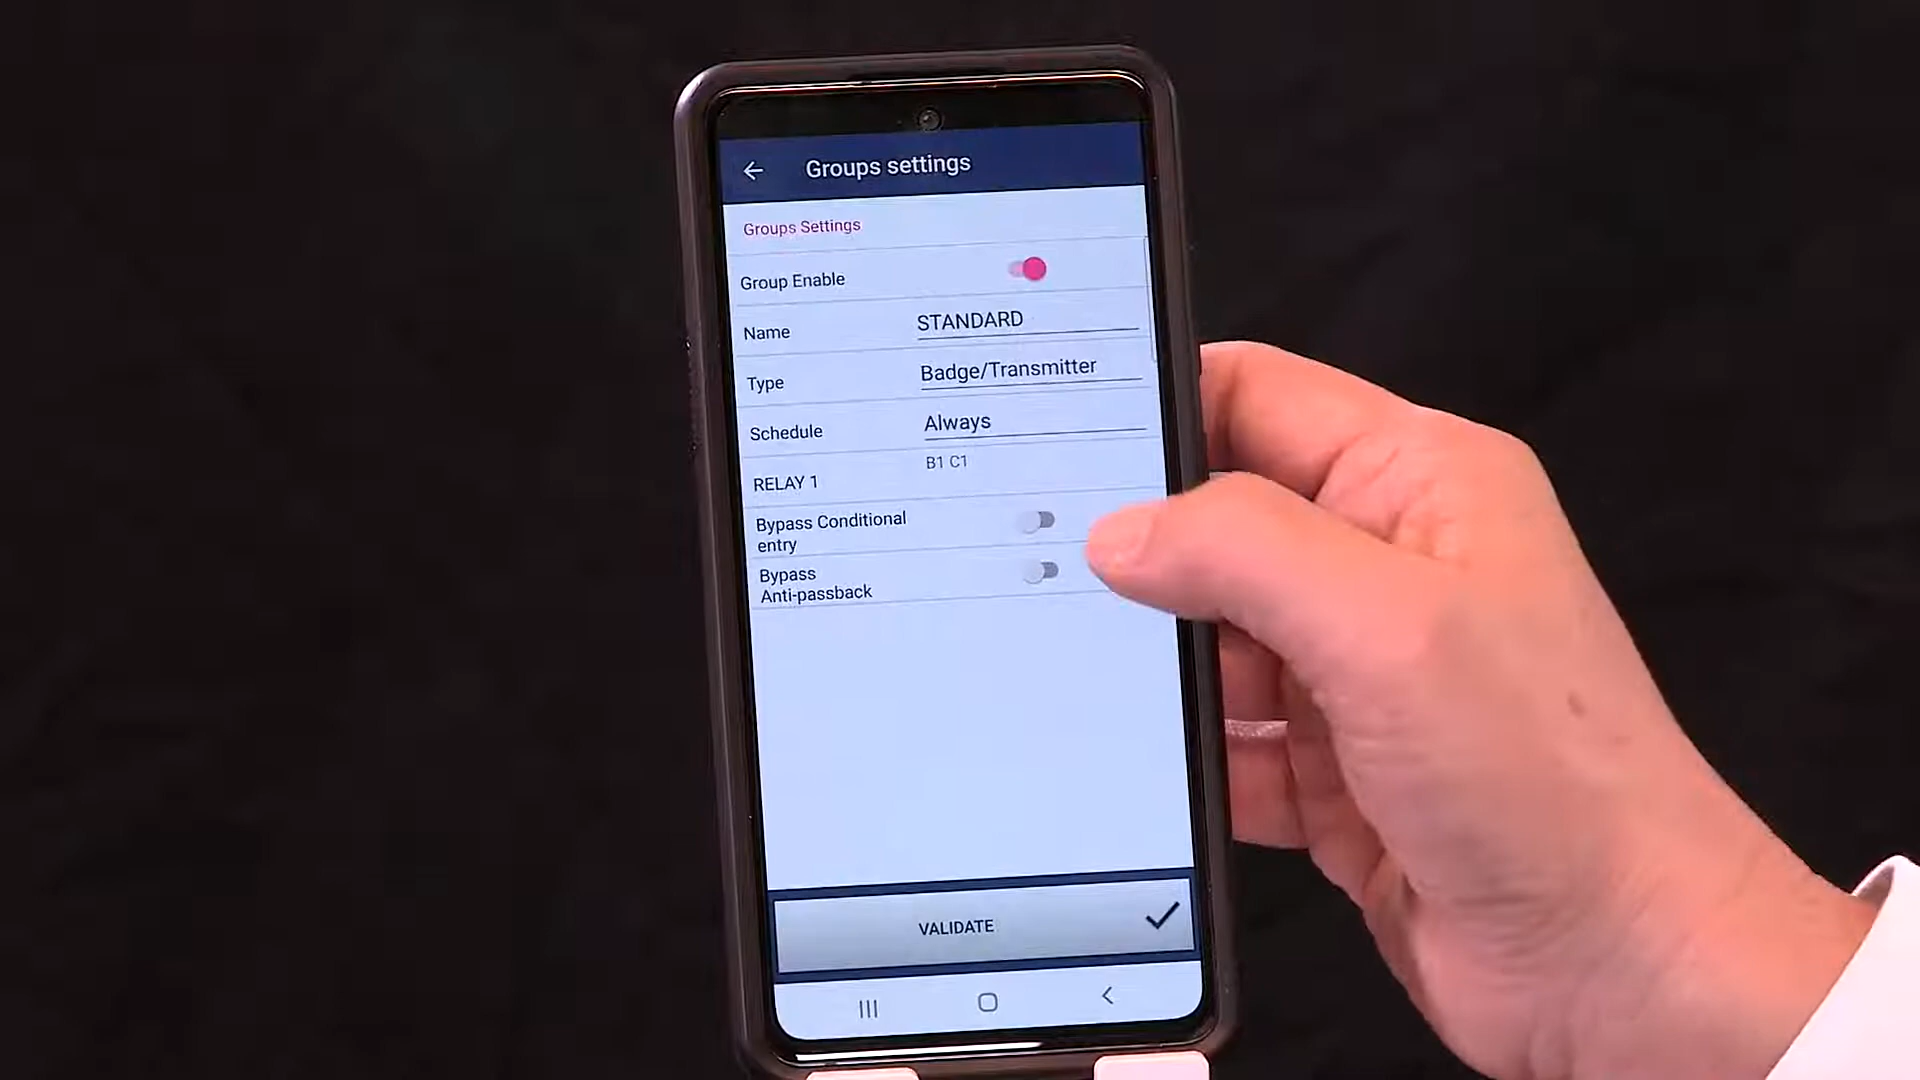 Groups settings
Groups Settings
Group Enable
Name STANDARD
Type Badge/Transmitter
Schedule Always
RELAY 1 B1 C1
Bypass Conditional
entry
Bypass
Anti-passback
VALIDATE